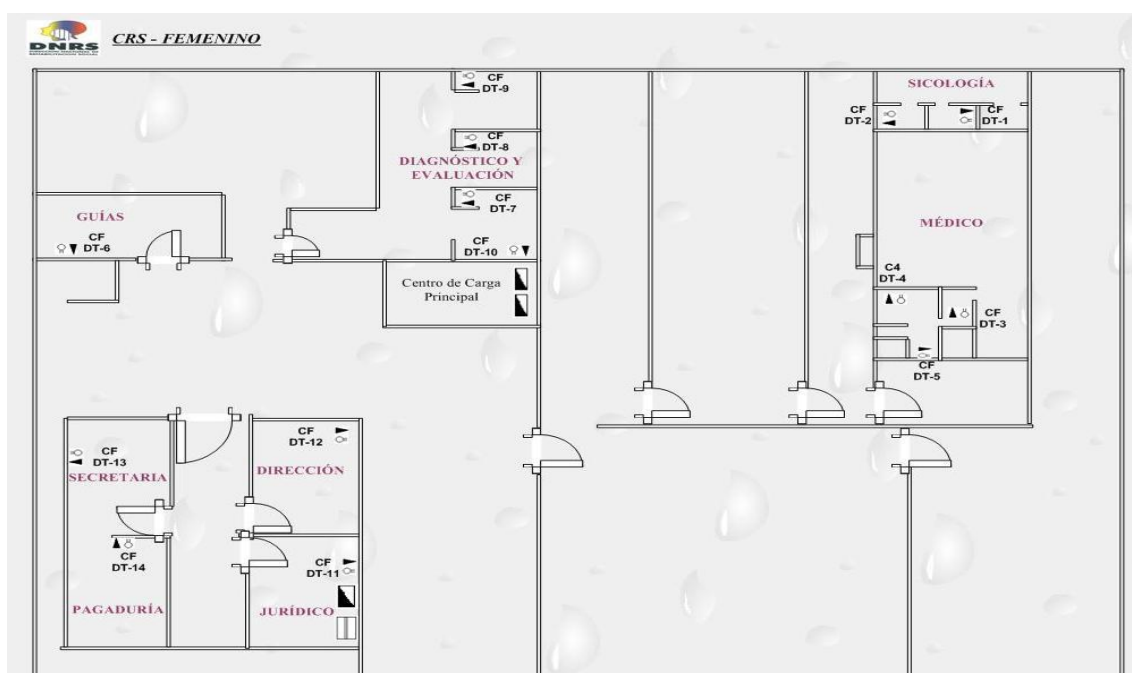 DNRS
CRS - FEMENINO
CF
DT-9
SICOLOGÍA
CF
DT-2
CF
DT-1
CF
DT-8
DIAGNÓSTICO Y
EVALUACIÓN
CF
DT-7
GUÍAS
MÉDICO
CF
DT-6
CF
DT-10
Centro de Carga
Principal
C4
DT-4
CF
DT-3
CF
DT-5
CF
DT-12
CF
DT-13
SECRETARIA
DIRECCIÓN
CF
DT-14
CF
DT-11
PAGADURÍA
JURÍDICO